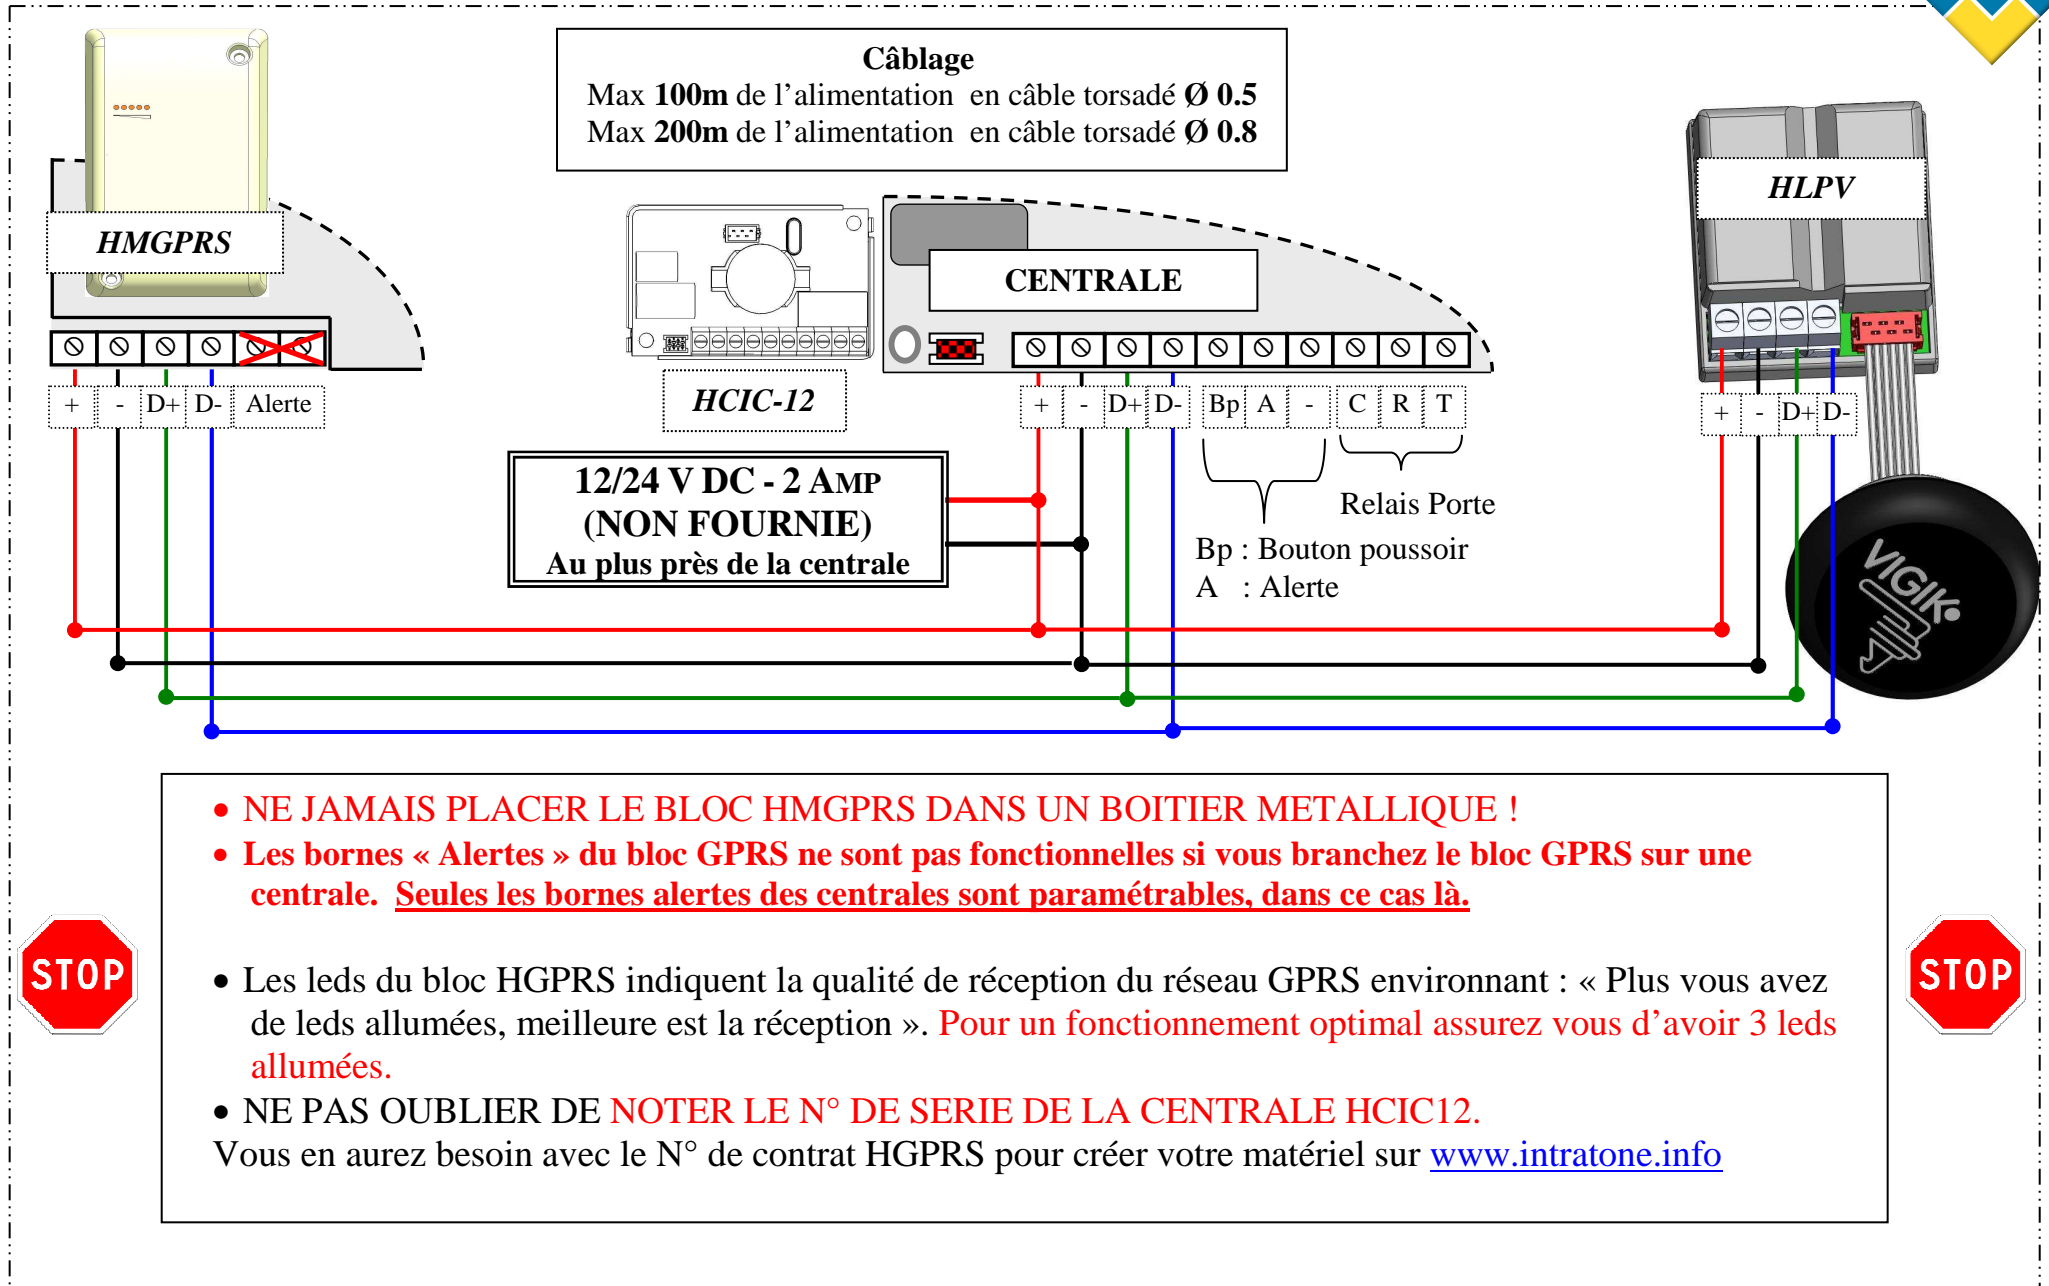 Câblage
Max 100m de l’alimentation en câble torsadé Ø 0.5
Max 200m de l’alimentation en câble torsadé Ø 0.8
HMGPRS
HLPV
CENTRALE
HCIC-12
+ - D+ D- Alerte
+ - D+ D- Bp A - C R T
+ - D+ D-
12/24 V DC - 2 AMP
(NON FOURNIE)
Au plus près de la centrale
Relais Porte
Bp : Bouton poussoir
A : Alerte
VIGIK
• NE JAMAIS PLACER LE BLOC HMGPRS DANS UN BOITIER METALLIQUE !
• Les bornes « Alertes » du bloc GPRS ne sont pas fonctionnelles si vous branchez le bloc GPRS sur une
centrale. Seules les bornes alertes des centrales sont paramétrables, dans ce cas là.
STOP
STOP
• Les leds du bloc HGPRS indiquent la qualité de réception du réseau GPRS environnant : « Plus vous avez
de leds allumées, meilleure est la réception ». Pour un fonctionnement optimal assurez vous d’avoir 3 leds
allumées.
• NE PAS OUBLIER DE NOTER LE N° DE SERIE DE LA CENTRALE HCIC12.
Vous en aurez besoin avec le N° de contrat HGPRS pour créer votre matériel sur www.intratone.info